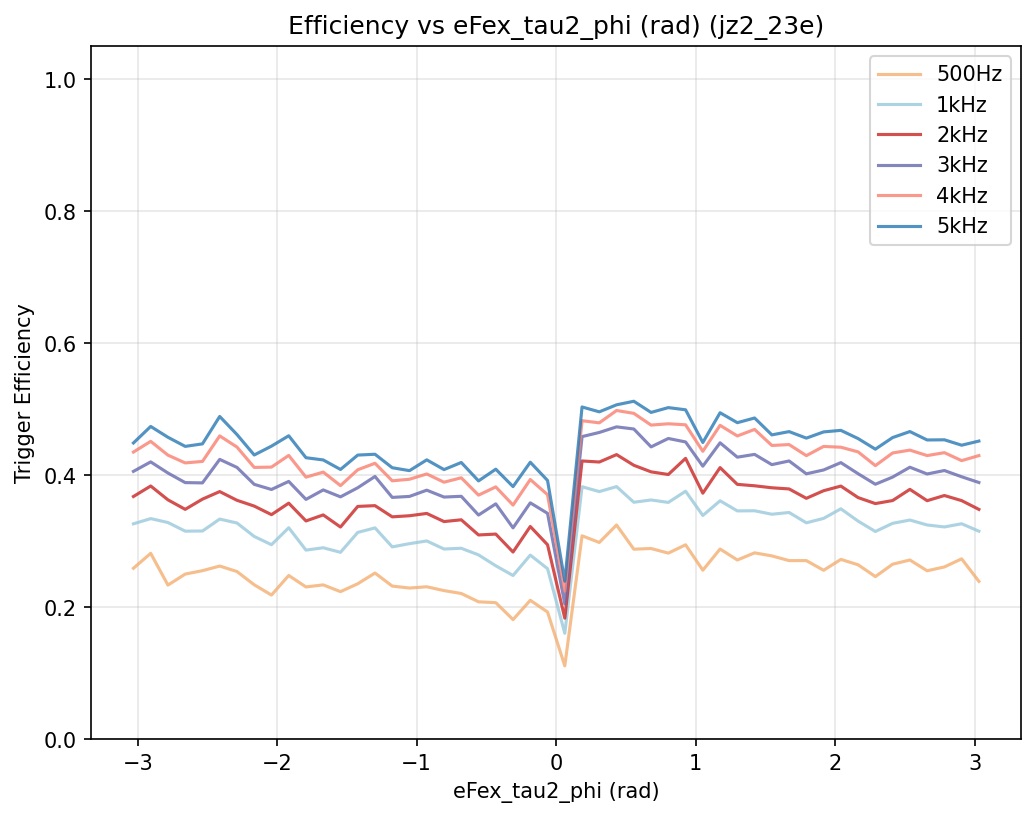 Efficiency vs eFex_tau2_phi (rad) (jz2_23e)
500Hz
1kHz
2kHz
3kHz
4kHz
5kHz
1.0
0.8
0.6
0.4
0.2
0.0
Trigger Efficiency
−3
−2
−1
0
1
2
3
eFex_tau2_phi (rad)